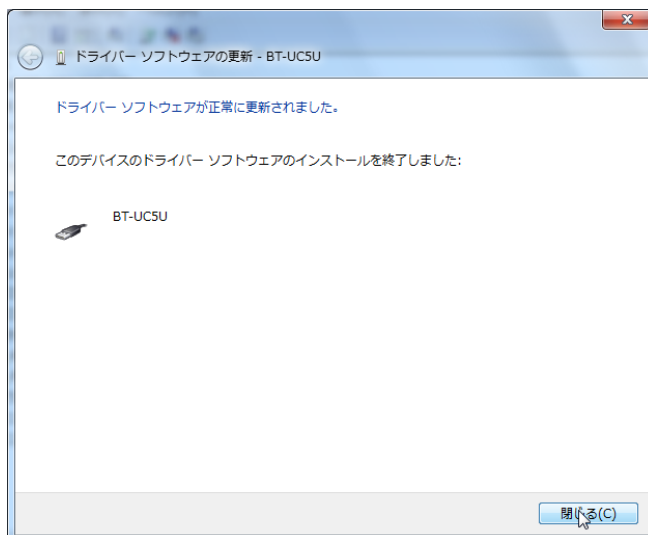 ドライバー ソフトウェアの更新 - BT-UC5U
ドライバー ソフトウェアが正常に更新されました。
このデバイスのドライバー ソフトウェアのインストールを終了しました:
BT-UC5U
閉じる(C)